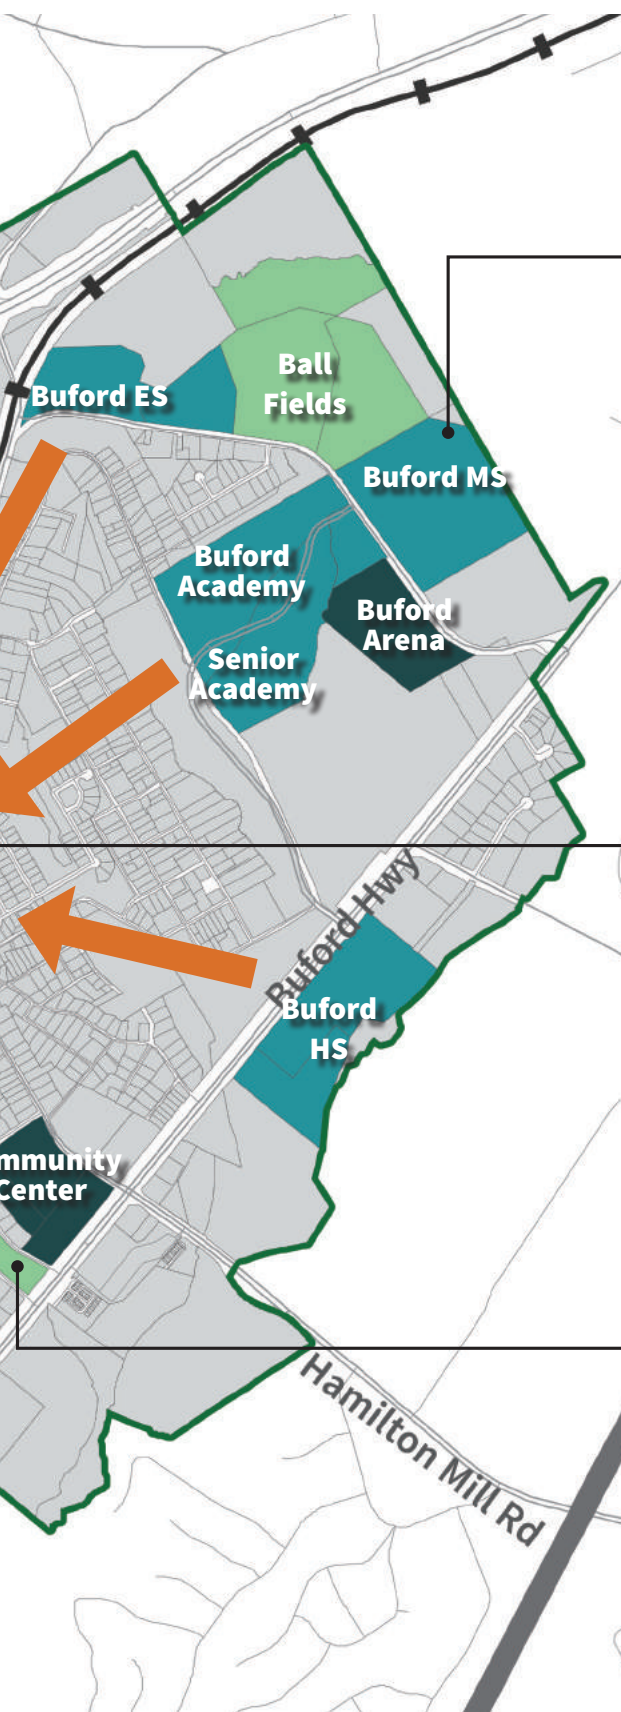 Ball
Fields
Buford ES
Buford MS
Buford
Academy
Buford
Arena
Senior
Academy
Buford Hwy
Buford
HS
mmunity
Center
Hamilton Mill Rd